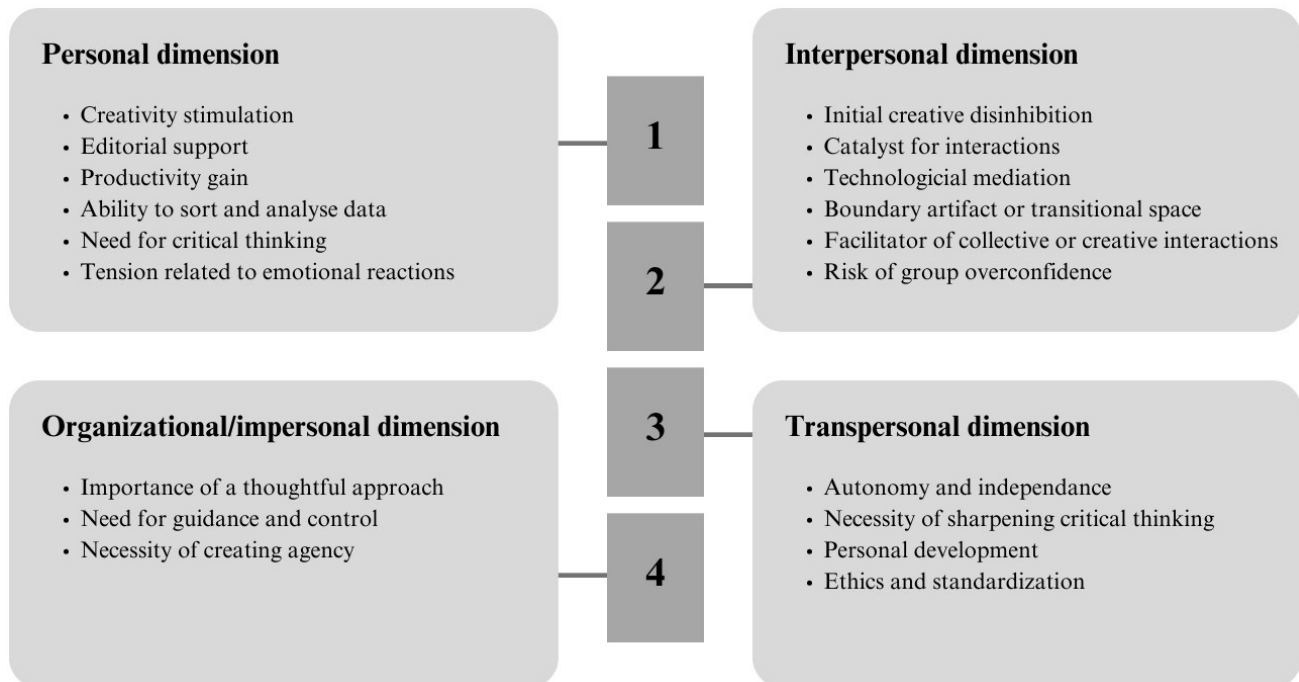 Personal dimension
• Creativity stimulation
• Editorial support
• Productivity gain
• Ability to sort and analyse data
• Need for critical thinking
• Tension related to emotional reactions
1
Interpersonal dimension
• Initial creative disinhibition
• Catalyst for interactions
• Technologicial mediation
• Boundary artifact or transitional space
• Facilitator of collective or creative interactions
• Risk of group overconfidence
2
Organizational/impersonal dimension
• Importance of a thoughtful approach
• Need for guidance and control
• Necessity of creating agency
3
Transpersonal dimension
• Autonomy and independance
• Necessity of sharpening critical thinking
• Personal development
• Ethics and standardization
4